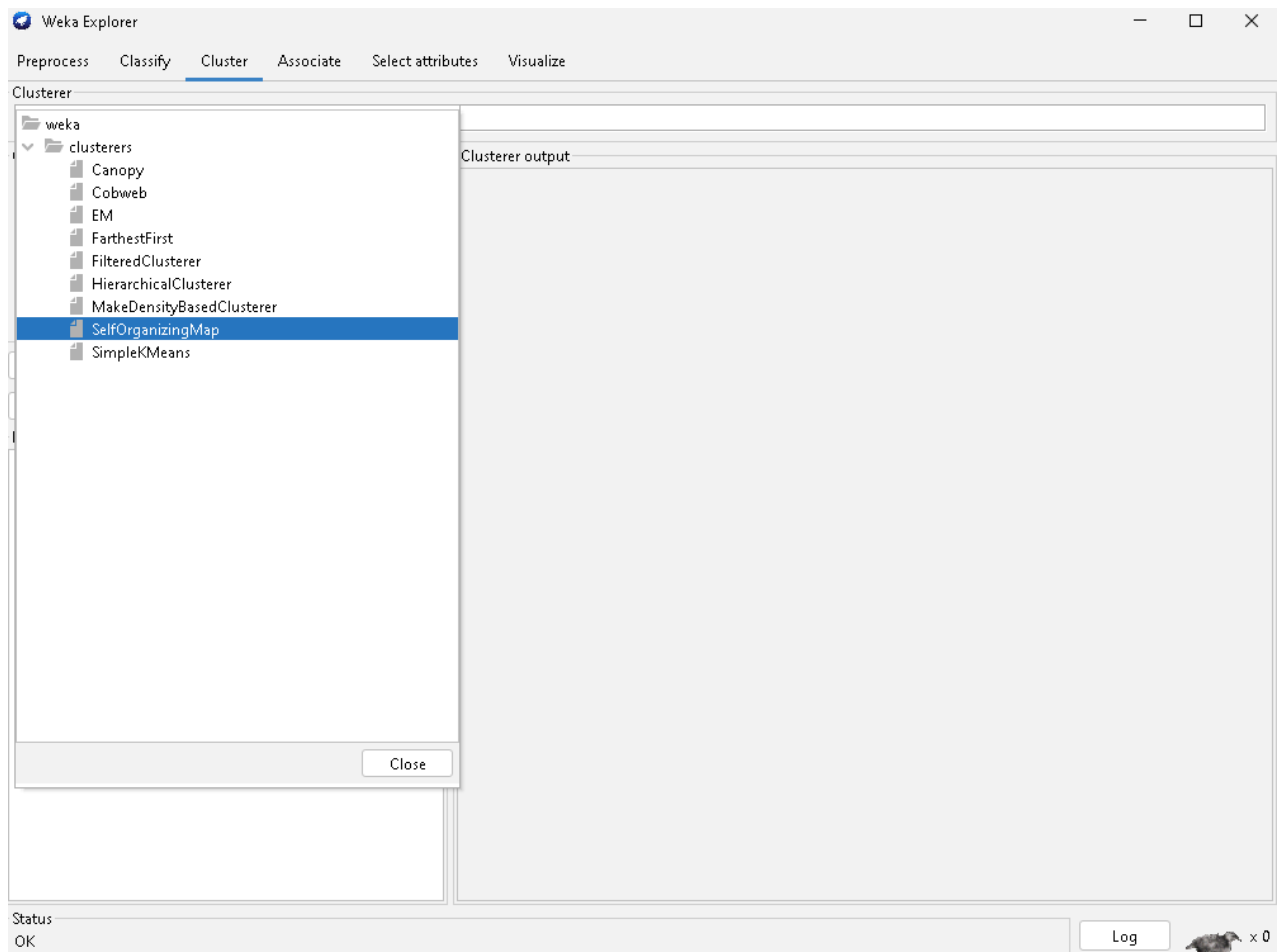 Weka Explorer
Preprocess Classify Cluster Associate Select attributes Visualize
Clusterer
weka
clusterers
Canopy
Cobweb
EM
FarthestFirst
FilteredClusterer
HierarchicalClusterer
MakeDensityBasedClusterer
SelfOrganizingMap
SimpleKMeans
Close
Clusterer output
Status
OK
Log
x 0